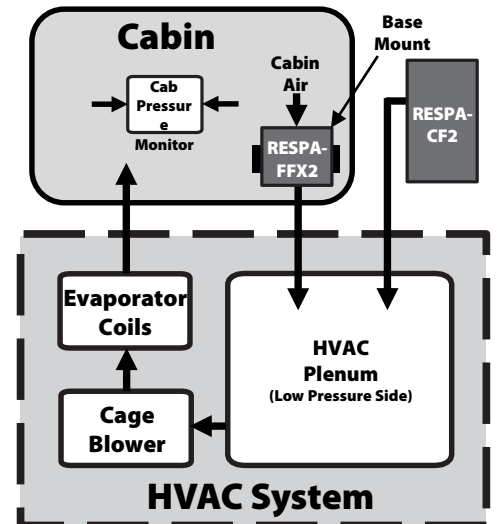 Cabin
Base
Mount
Cabin
Air
Cab
Pressur
e
Monitor
RESPA-
FFX2
RESPA-
CF2
Evaporator
Coils
HVAC
Plenum
(Low Pressure Side)
Cage
Blower
HVAC System